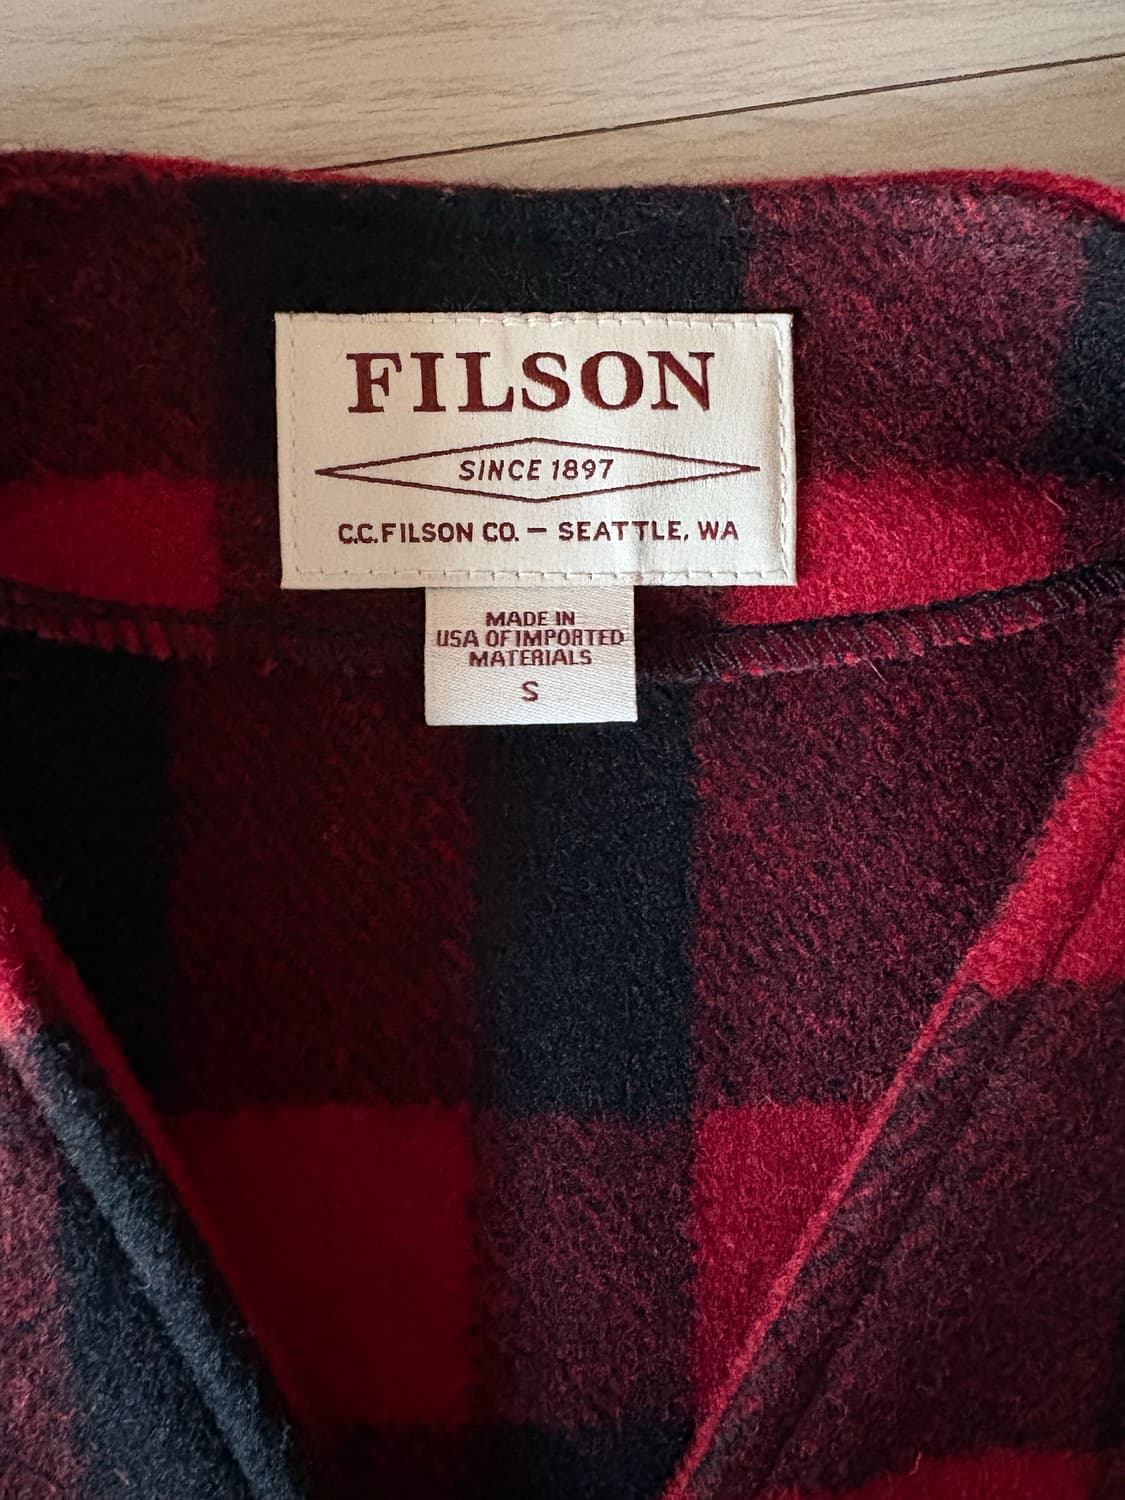 FILSON
SINCE 1897
C.C.FILSON CO. — SEATTLE, WA
MADE IN
USA OF IMPORTED
MATERIALS
S